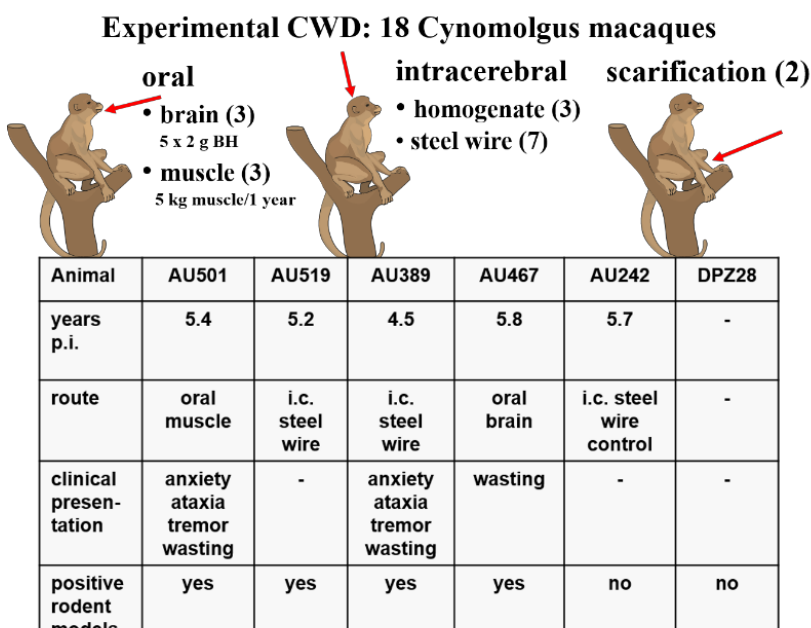 Experimental CWD: 18 Cynomolgus macaques
oral
• brain (3)
5 x 2 g BH
• muscle (3)
5 kg muscle/1 year
intracerebral
• homogenate (3)
• steel wire (7)
scarification (2)
Animal AU501 AU519 AU389 AU467 AU242 DPZ28
years p.i. 5.4 5.2 4.5 5.8 5.7 -
route oral muscle i.c. steel wire i.c. steel wire oral brain i.c. steel wire control -
clinical presen-tation anxiety ataxia tremor wasting - anxiety ataxia tremor wasting wasting - -
positive rodent models yes yes yes yes no no